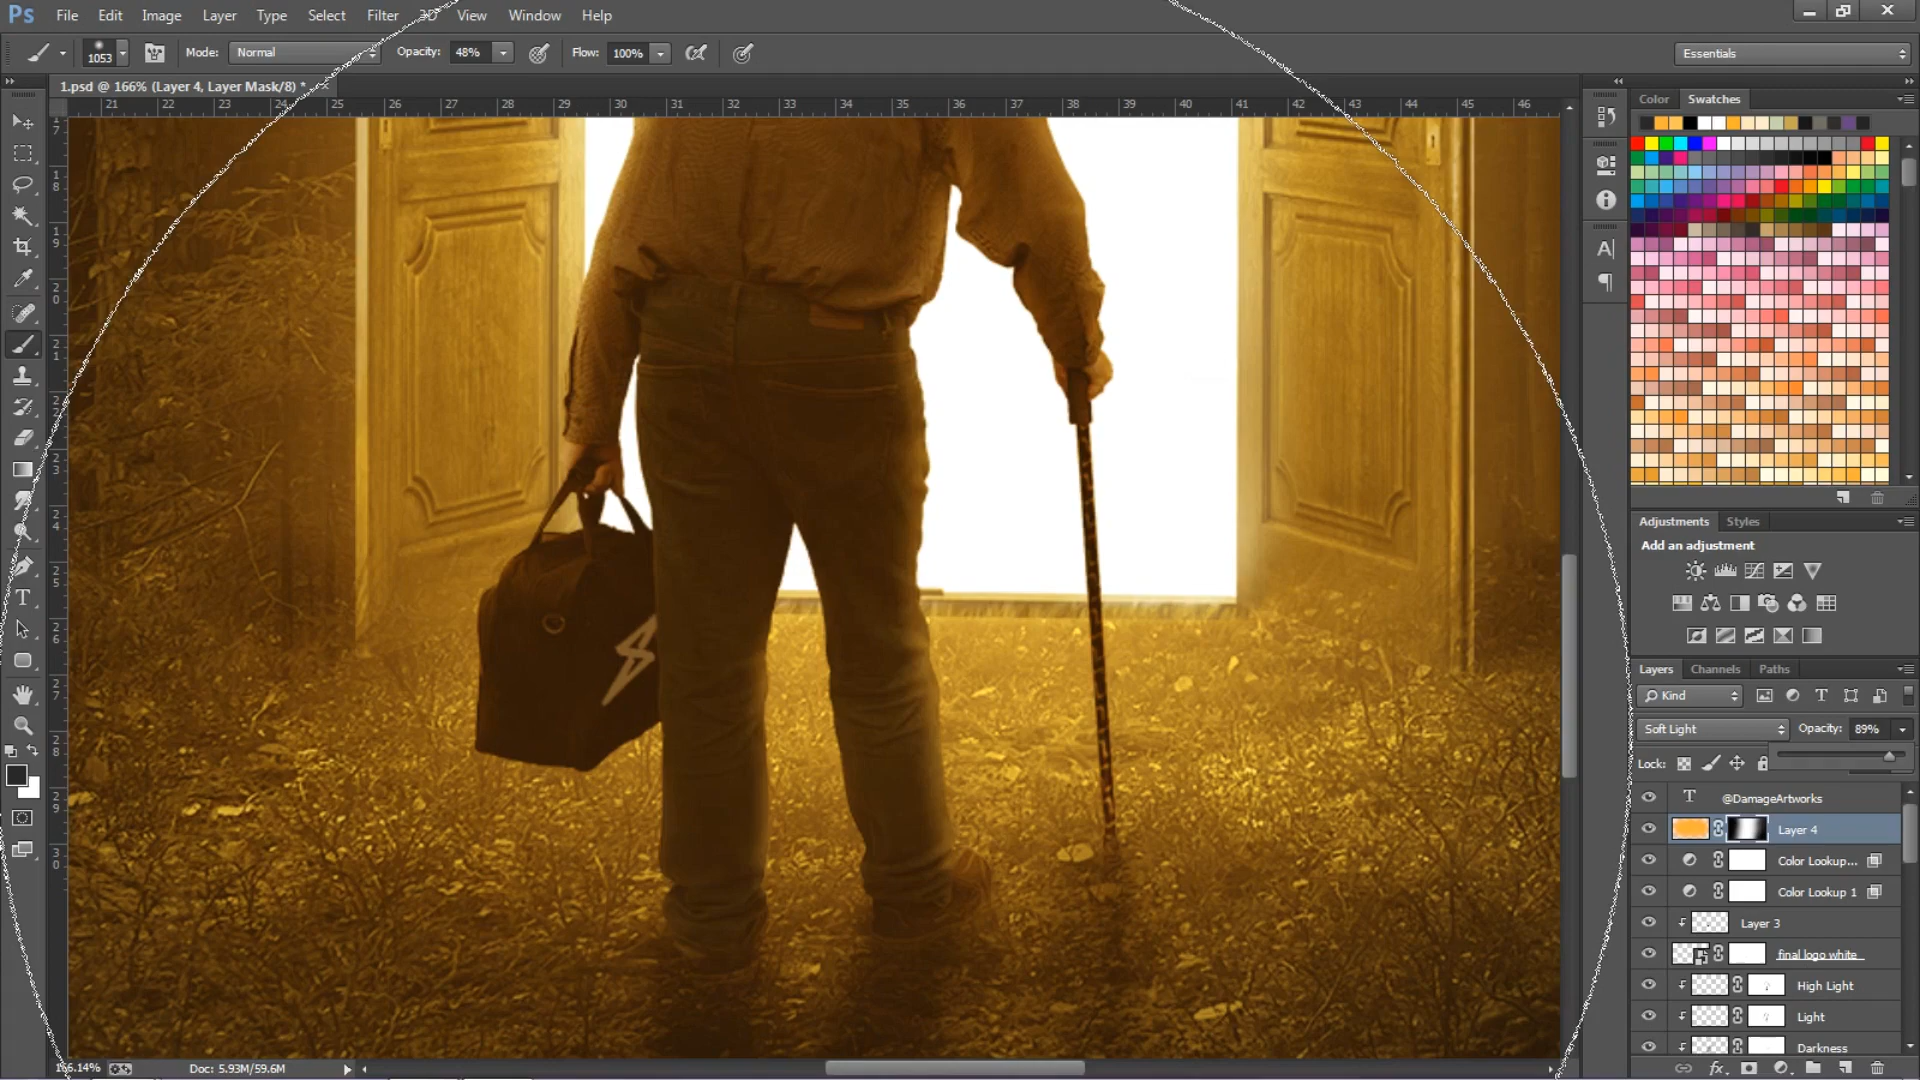 Ps File Edit Image Layer Type Select Filter 3D View Window Help
1053 Mode: Normal Opacity: 48% Flow: 100% Essentials
1.psd @ 166% (Layer 4, Layer Mask/8) *
21 22 23 24 25 26 27 28 29 30 31 32 33 34 35 36 37 38 39 40 41 42 43 44 45 46
Color Swatches
Adjustments Styles
Add an adjustment
Layers Channels Paths
Kind
Soft Light Opacity: 89%
Lock:
@DamageArtworks
Layer 4
Color Lookup...
Color Lookup 1
Layer 3
final logo white
High Light
Light
Darkness
Doc: 5.93M/59.6M